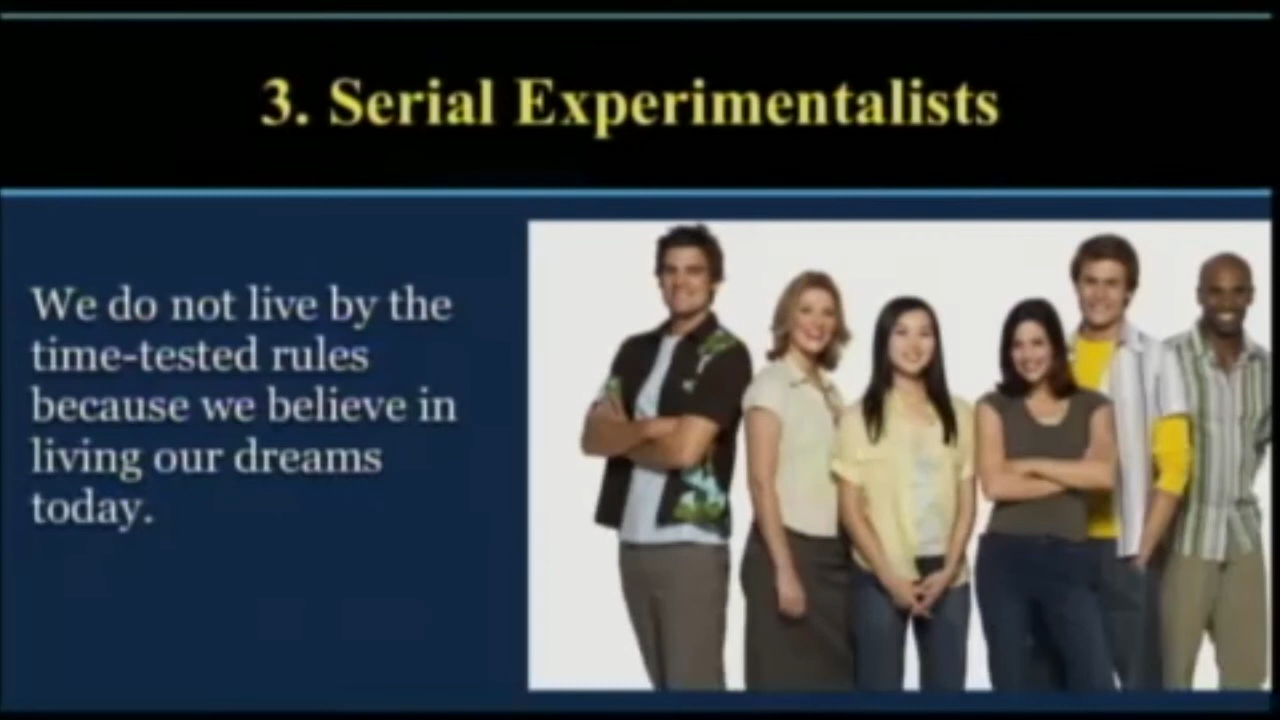 3. Serial Experimentalists
We do not live by the
time-tested rules
because we believe in
living our dreams
today.